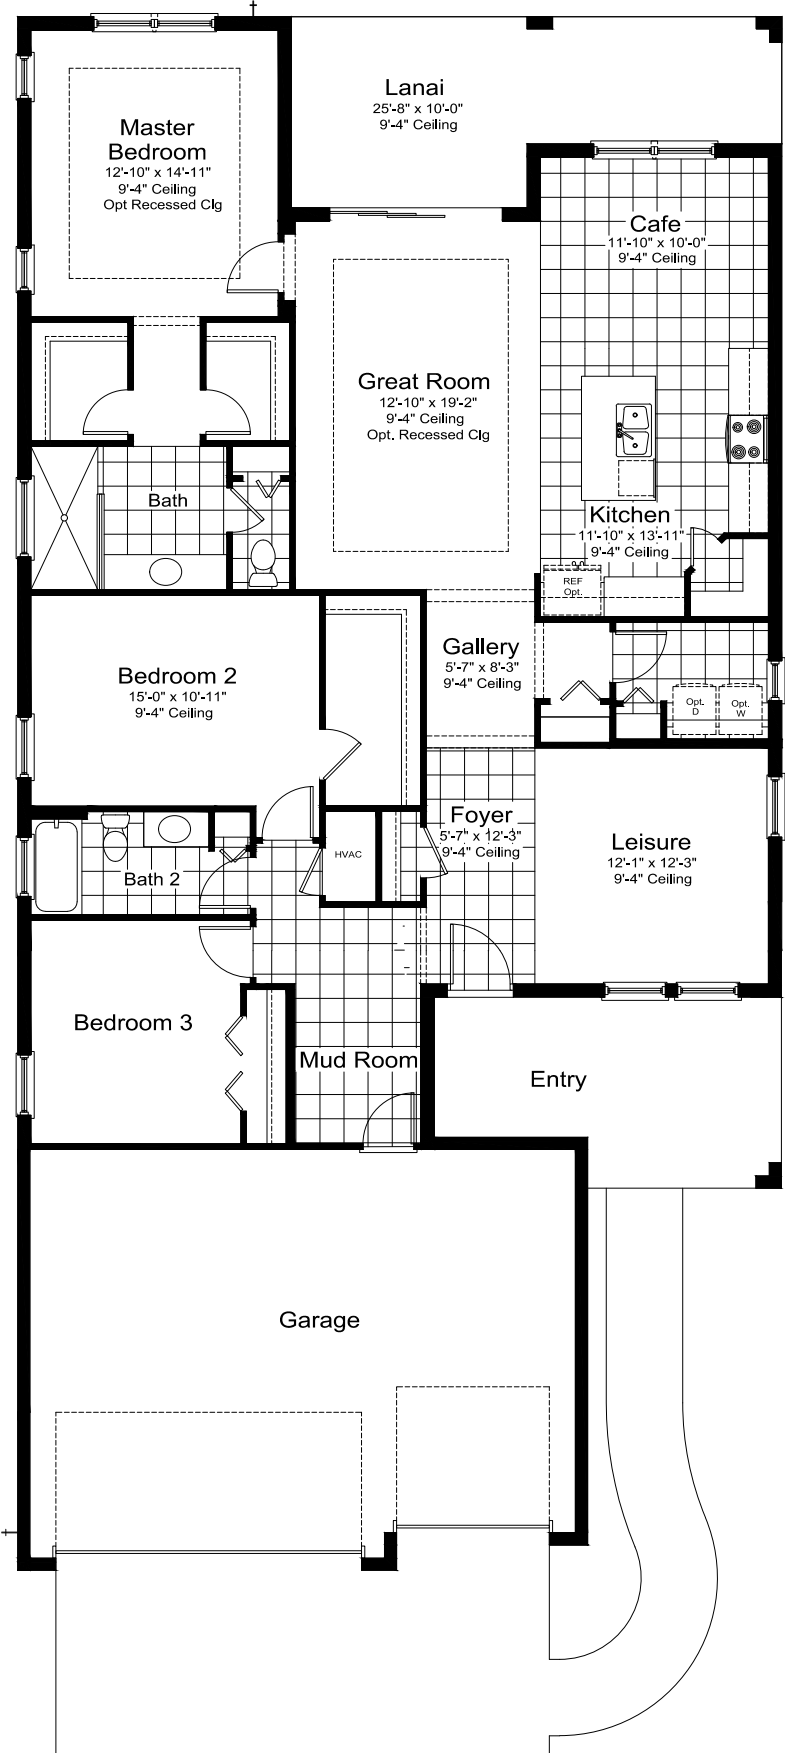 Lanai
25'-8" x 10'-0"
9'-4" Ceiling
Master
Bedroom
12'-10" x 14'-11"
9'-4" Ceiling
Opt Recessed Clg
Cafe
11'-10" x 10'-0"
9'-4" Ceiling
Great Room
12'-10" x 19'-2"
9'-4" Ceiling
Opt. Recessed Clg
Bath
Kitchen
11'-10" x 13'-11"
9'-4" Ceiling
REF
Opt.
Gallery
5'-7" x 8'-3"
9'-4" Ceiling
Bedroom 2
15'-0" x 10'-11"
9'-4" Ceiling
Opt.
D
Opt.
W
Foyer
5'-7" x 12'-3"
9'-4" Ceiling
Leisure
12'-1" x 12'-3"
9'-4" Ceiling
HVAC
Bath 2
Bedroom 3
Mud Room
Entry
Garage